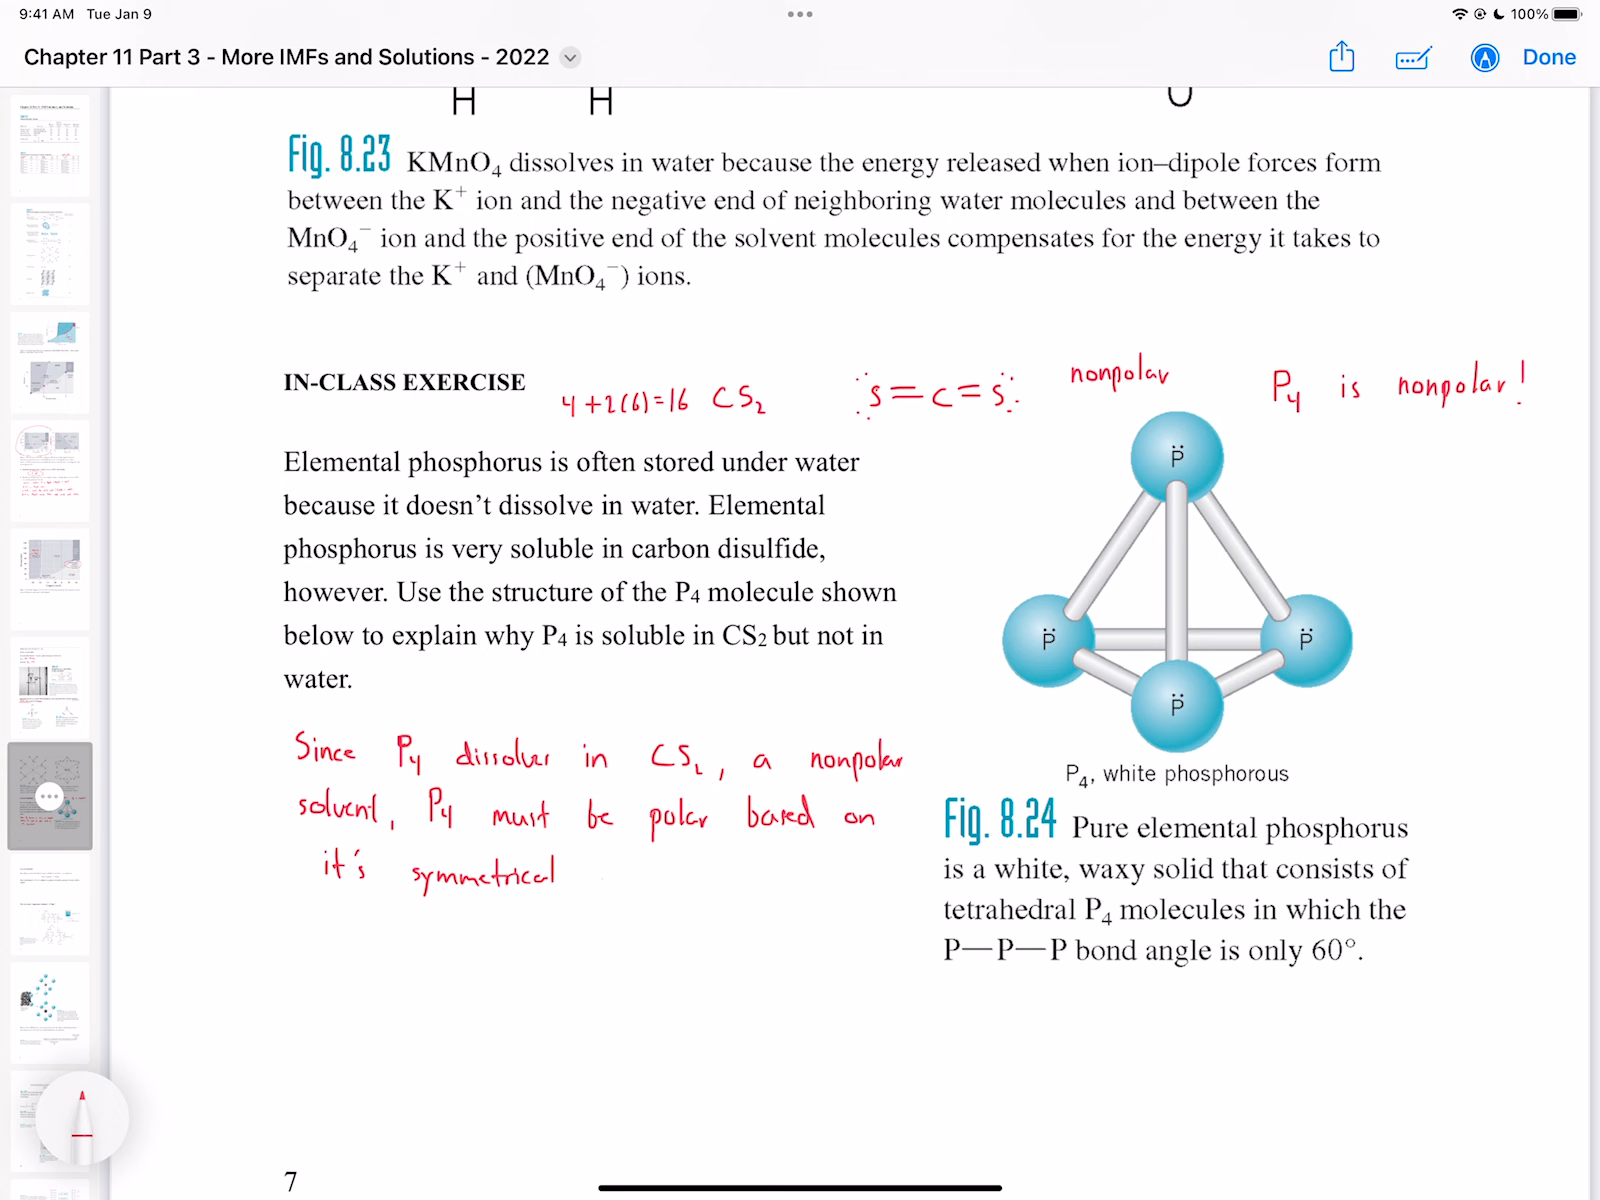 9:41 AM Tue Jan 9
100%
Chapter 11 Part 3 - More IMFs and Solutions - 2022
Done
H H O
Fig. 8.23 KMnO₄ dissolves in water because the energy released when ion–dipole forces form
between the K⁺ ion and the negative end of neighboring water molecules and between the
MnO₄⁻ ion and the positive end of the solvent molecules compensates for the energy it takes to
separate the K⁺ and (MnO₄⁻) ions.
IN-CLASS EXERCISE
4+2(6)=16 CS₂
S=C=S
nonpolar
P₄ is nonpolar!
Elemental phosphorus is often stored under water
because it doesn't dissolve in water. Elemental
phosphorus is very soluble in carbon disulfide,
however. Use the structure of the P4 molecule shown
below to explain why P4 is soluble in CS2 but not in
water.
Since P₄ dissolves in CS₂, a nonpolar
solvent, P₄ must be polar based on
it's symmetrical
P
P
P
P
P₄, white phosphorous
Fig. 8.24 Pure elemental phosphorus
is a white, waxy solid that consists of
tetrahedral P₄ molecules in which the
P—P—P bond angle is only 60°.
7